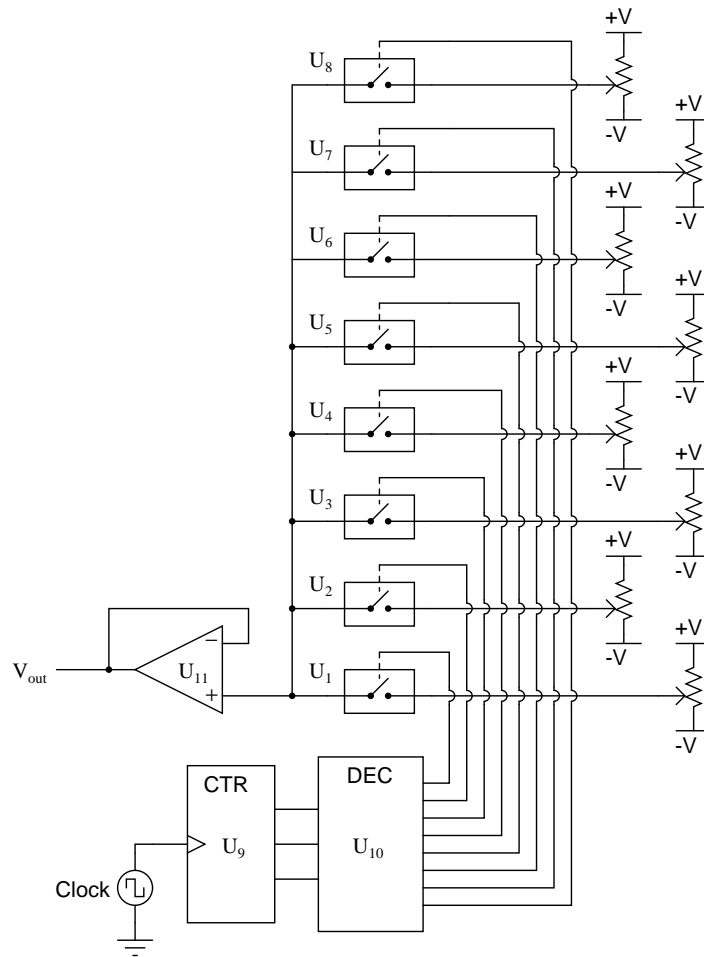 +V
U8
-V
+V
U7
-V
+V
U6
-V
+V
U5
-V
+V
U4
-V
+V
U3
-V
+V
U2
-V
+V
U1
-V
Vout
−
+
U11
CTR
U9
DEC
U10
Clock